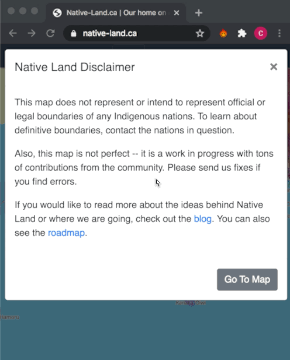 Native-Land.ca | Our home on
native-land.ca
C
Native Land Disclaimer
This map does not represent or intend to represent official or
legal boundaries of any Indigenous nations. To learn about
definitive boundaries, contact the nations in question.
Also, this map is not perfect -- it is a work in progress with tons
of contributions from the community. Please send us fixes if
you find errors.
If you would like to read more about the ideas behind Native
Land or where we are going, check out the blog. You can also
see the roadmap.
Go To Map